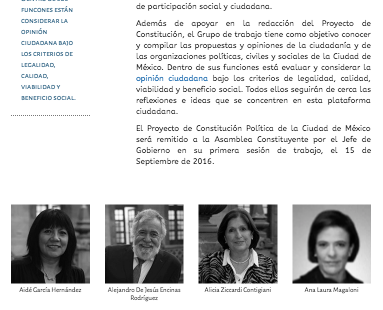 FUNCIONES ESTÁN
CONSIDERAR LA
OPINIÓN
CIUDADANA BAJO
LOS CRITERIOS DE
LEGALIDAD,
CALIDAD,
VIABILIDAD Y
BENEFICIO SOCIAL.
de participación social y ciudadana.
Además de apoyar en la redacción del Proyecto de
Constitución, el Grupo de trabajo tiene como objetivo conocer
y compilar las propuestas y opiniones de la ciudadanía y de
las organizaciones políticas, civiles y sociales de la Ciudad de
México. Dentro de sus funciones está evaluar y considerar la
opinión ciudadana bajo los criterios de legalidad, calidad,
viabilidad y beneficio social. Todos ellos seguirán de cerca las
reflexiones e ideas que se concentren en esta plataforma
ciudadana.
El Proyecto de Constitución Política de la Ciudad de México
será remitido a la Asamblea Constituyente por el Jefe de
Gobierno en su primera sesión de trabajo, el 15 de
Septiembre de 2016.
Aidé García Hernández
Alejandro De Jesús Encinas
Rodríguez
Alicia Ziccardi Contigiani
Ana Laura Magaloni